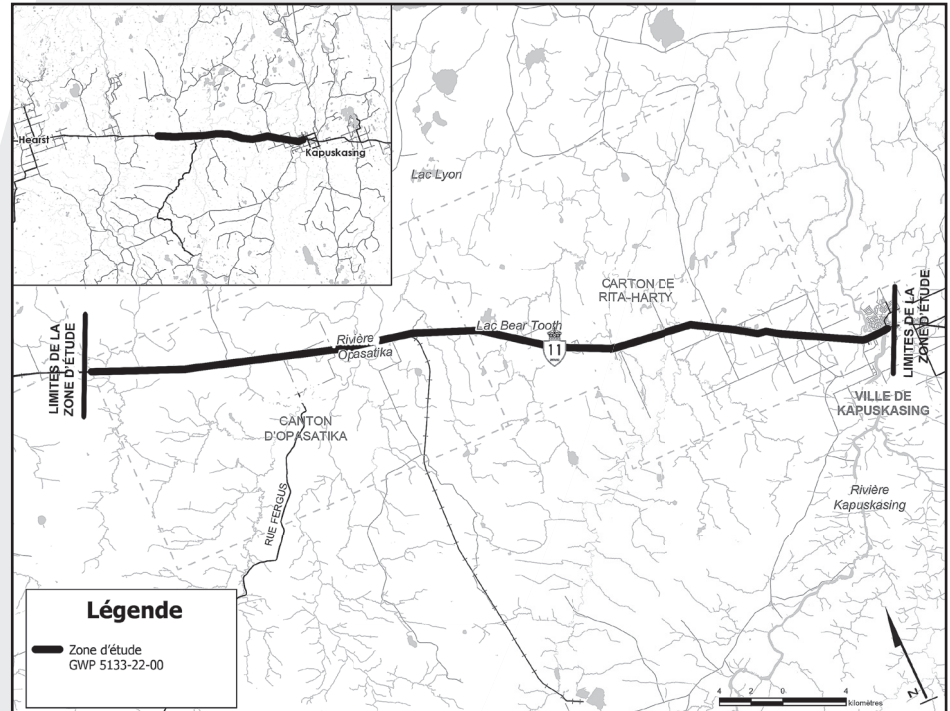 Hearst
Kapuskasing
Lac Lyon
CARTON DE
RITA-HARTY
Lac Bear Tooth
11
Rivière
Opasatika
LIMITES DE LA
ZONE D'ÉTUDE
LIMITES DE LA
ZONE D'ÉTUDE
CANTON
D'OPASATIKA
VILLE DE
KAPUSKASING
RUE FERGUS
Rivière
Kapuskasing
Légende
Zone d'étude
GWP 5133-22-00
N
4 2 0 4
kilomètres